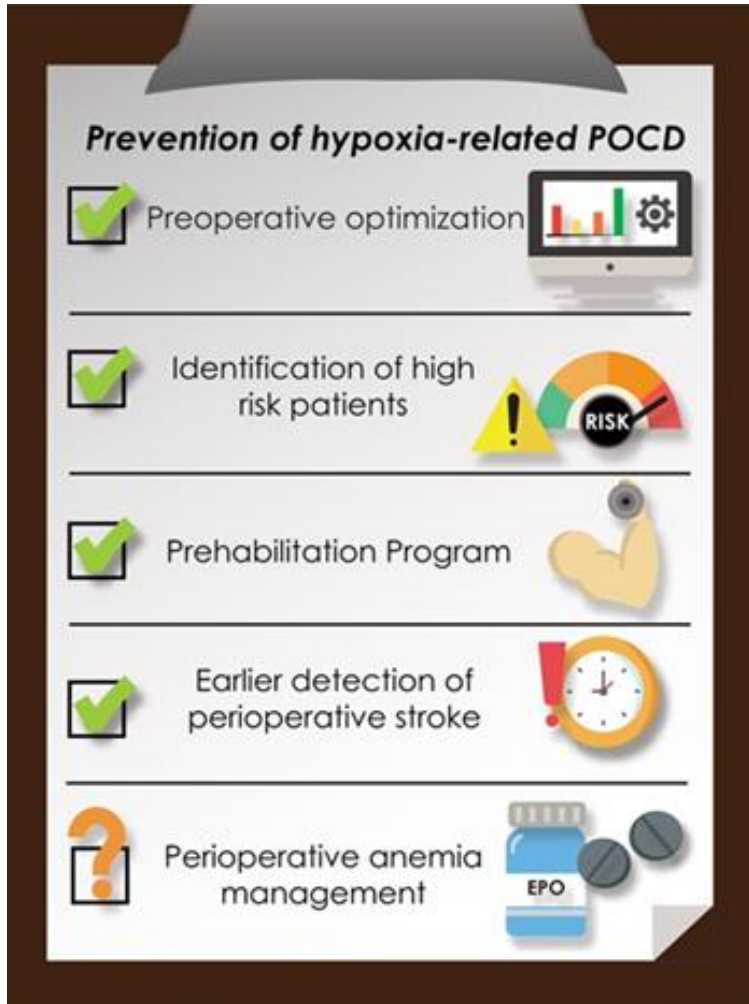 Prevention of hypoxia-related POCD
Preoperative optimization
Identification of high
risk patients
RISK
Prehabilitation Program
Earlier detection of
perioperative stroke
Perioperative anemia
management
EPO